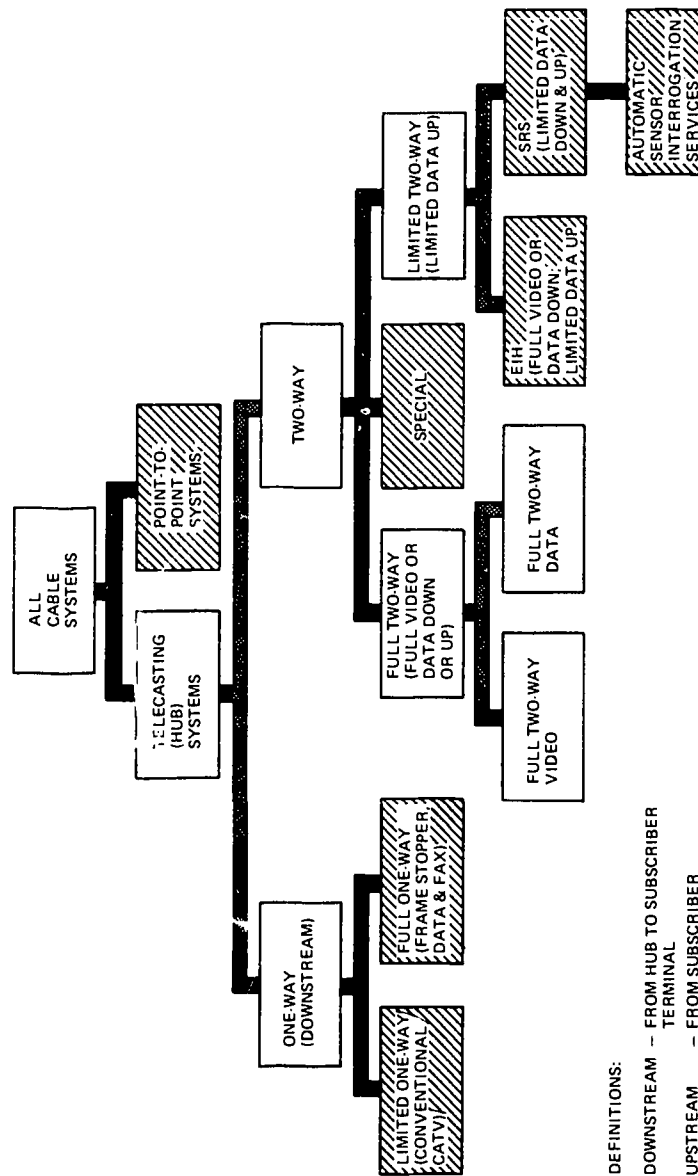 ALL
CABLE
SYSTEMS
TELECASTING
(HUB)
SYSTEMS
POINT-TO-
POINT
SYSTEMS
ONE-WAY
(DOWNSTREAM)
TWO-WAY
LIMITED ONE-WAY
(CONVENTIONAL
CATV)
FULL ONE-WAY
(FRAME STOPPER,
DATA & FAX)
FULL TWO-WAY
(FULL VIDEO OR
DATA DOWN
OR UP)
SPECIAL
LIMITED TWO-WAY
(LIMITED DATA UP)
FULL TWO-WAY
VIDEO
FULL TWO-WAY
DATA
EIH
(FULL VIDEO OR
DATA DOWN;
LIMITED DATA UP
SRS
(LIMITED DATA
DOWN & UP)
AUTOMATIC
SENSOR
INTERROGATION
SERVICES
DEFINITIONS:
DOWNSTREAM – FROM HUB TO SUBSCRIBER
TERMINAL
UPSTREAM – FROM SUBSCRIBER